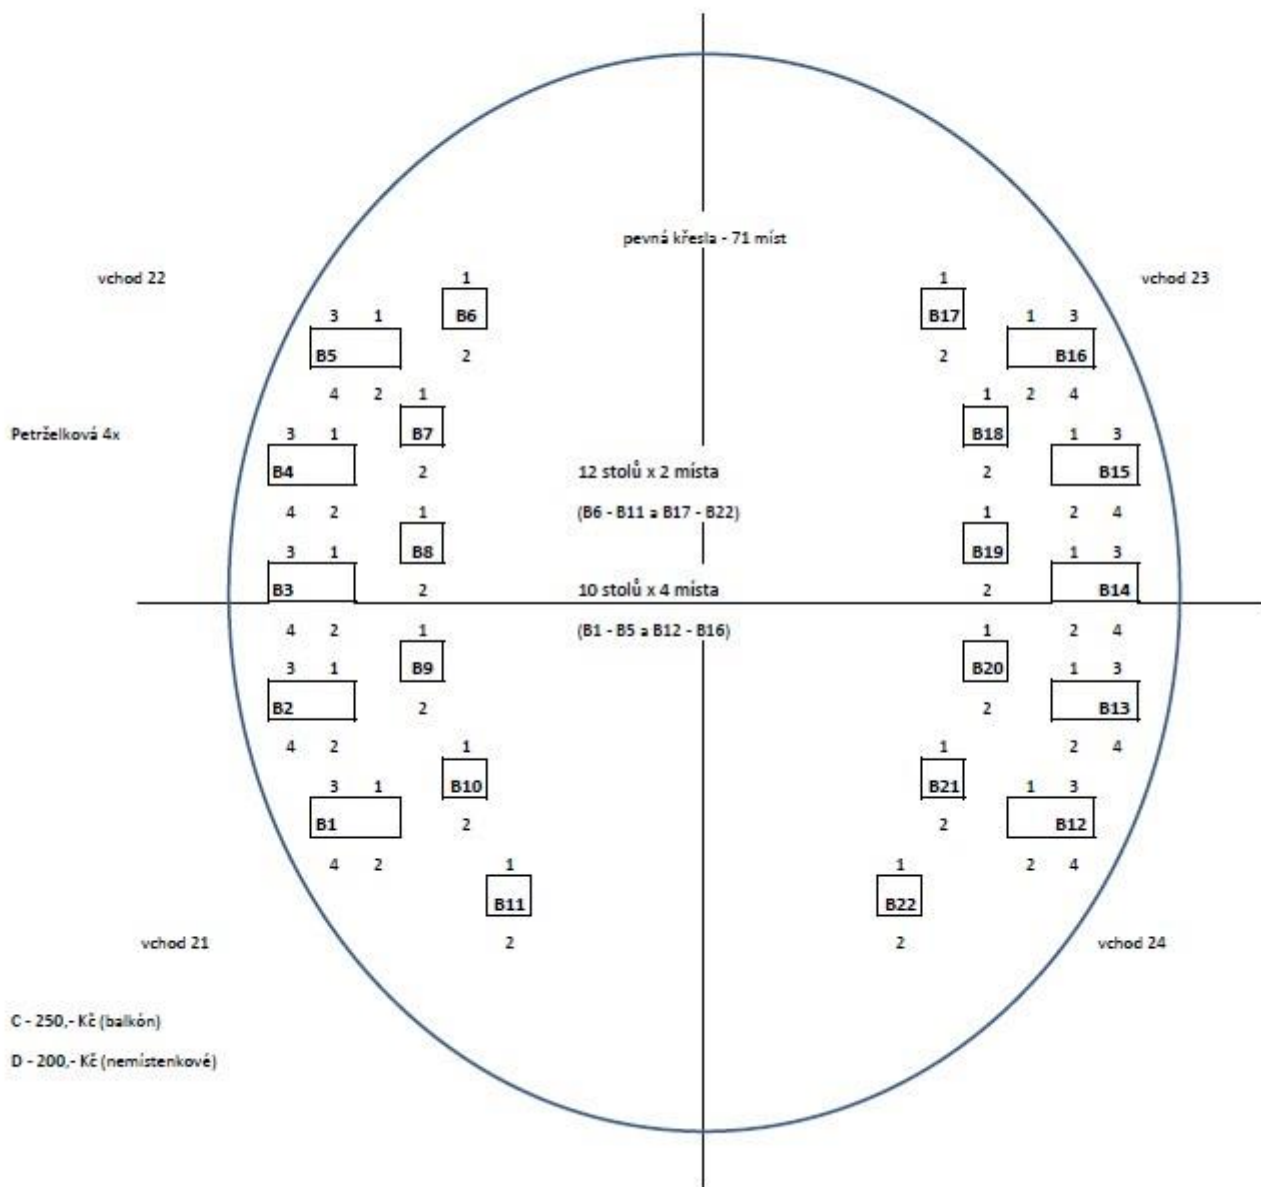 pevná křesla - 71 míst
vchod 22 1 1 vchod 23
3 1 B6 B17 1 3
B5 2 2 B16
4 2 1 1 2 4
Petrželková 4x 3 1 B7 B18 1 3
B4 2 12 stolů x 2 místa 2 B15
4 2 1 (B6 - B11 a B17 - B22) 1 2 4
3 1 B8 B19 1 3
B3 2 10 stolů x 4 místa 2 B14
4 2 1 (B1 - B5 a B12 - B16) 1 2 4
3 1 B9 B20 1 3
B2 2 2 B13
4 2 1 1 2 4
3 1 B10 B21 1 3
B1 2 2 B12
4 2 1 1 2 4
B11 B22
vchod 21 2 2 vchod 24
C - 250,- Kč (balkón)
D - 200,- Kč (nemístenkové)